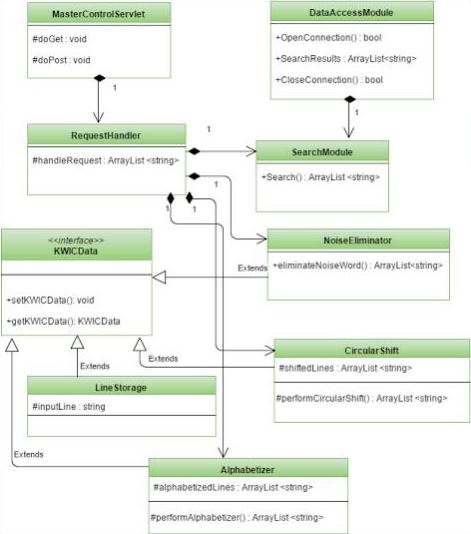 MasterControlServlet
#doGet : void
#doPost : void
1
DataAccessModule
+OpenConnection() : bool
+SearchResults : ArrayList<string>
+CloseConnection() : bool
1
RequestHandler
#handleRequest : ArrayList <string>
1
1
1
1
SearchModule
+Search() : ArrayList <string>
<<interface>>
KWICData
+setKWICData(): void
+getKWICData(): KWICData
NoiseEliminator
+eliminateNoiseWord() : ArrayList<string>
Extends
CircularShift
#shiftedLines : ArrayList <string>
#performCircularShift() : ArrayList <string>
Extends
Extends
LineStorage
#inputLine : string
Extends
Alphabetizer
#alphabetizedLines : ArrayList <string>
#performAlphabetizer() : ArrayList <string>